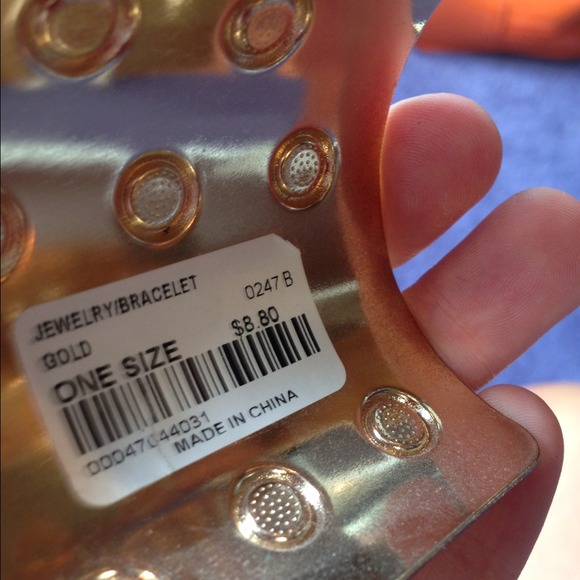 JEWELRY/BRACELET 0247 B
GOLD $8.80
ONE SIZE
00047044031
MADE IN CHINA